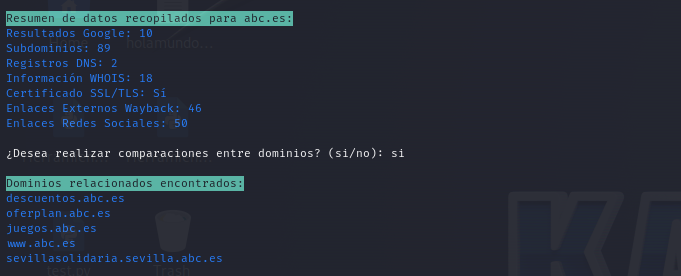 Resumen de datos recopilados para abc.es:
Resultados Google: 10
Subdominios: 89
Registros DNS: 2
Información WHOIS: 18
Certificado SSL/TLS: Sí
Enlaces Externos Wayback: 46
Enlaces Redes Sociales: 50
¿Desea realizar comparaciones entre dominios? (si/no): si
Dominios relacionados encontrados:
descuentos.abc.es
oferplan.abc.es
juegos.abc.es
www.abc.es
sevillasolidaria.sevilla.abc.es
Trash